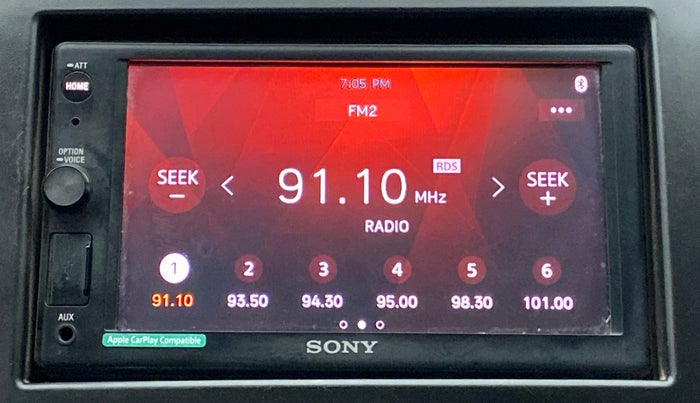 ATT
HOME
7:05 PM
FM2
•••
OPTION
VOICE
SEEK
−
<
91.10 MHz
RDS
>
SEEK
+
RADIO
1 2 3 4 5 6
91.10 93.50 94.30 95.00 98.30 101.00
AUX
Apple CarPlay Compatible
SONY